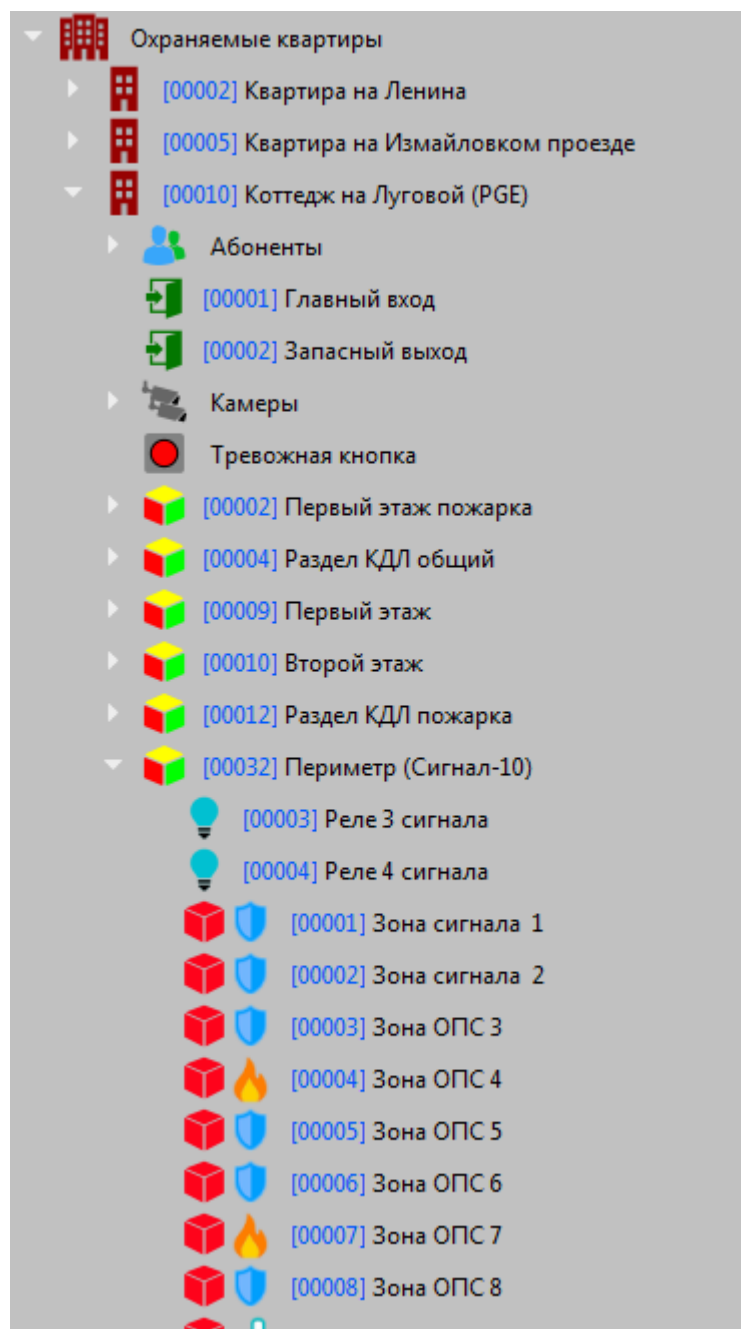 Охраняемые квартиры
[00002] Квартира на Ленина
[00005] Квартира на Измайловком проезде
[00010] Коттедж на Луговой (PGE)
Абоненты
[00001] Главный вход
[00002] Запасный выход
Камеры
Тревожная кнопка
[00002] Первый этаж пожарка
[00004] Раздел КДЛ общий
[00009] Первый этаж
[00010] Второй этаж
[00012] Раздел КДЛ пожарка
[00032] Периметр (Сигнал-10)
[00003] Реле 3 сигнала
[00004] Реле 4 сигнала
[00001] Зона сигнала 1
[00002] Зона сигнала 2
[00003] Зона ОПС 3
[00004] Зона ОПС 4
[00005] Зона ОПС 5
[00006] Зона ОПС 6
[00007] Зона ОПС 7
[00008] Зона ОПС 8